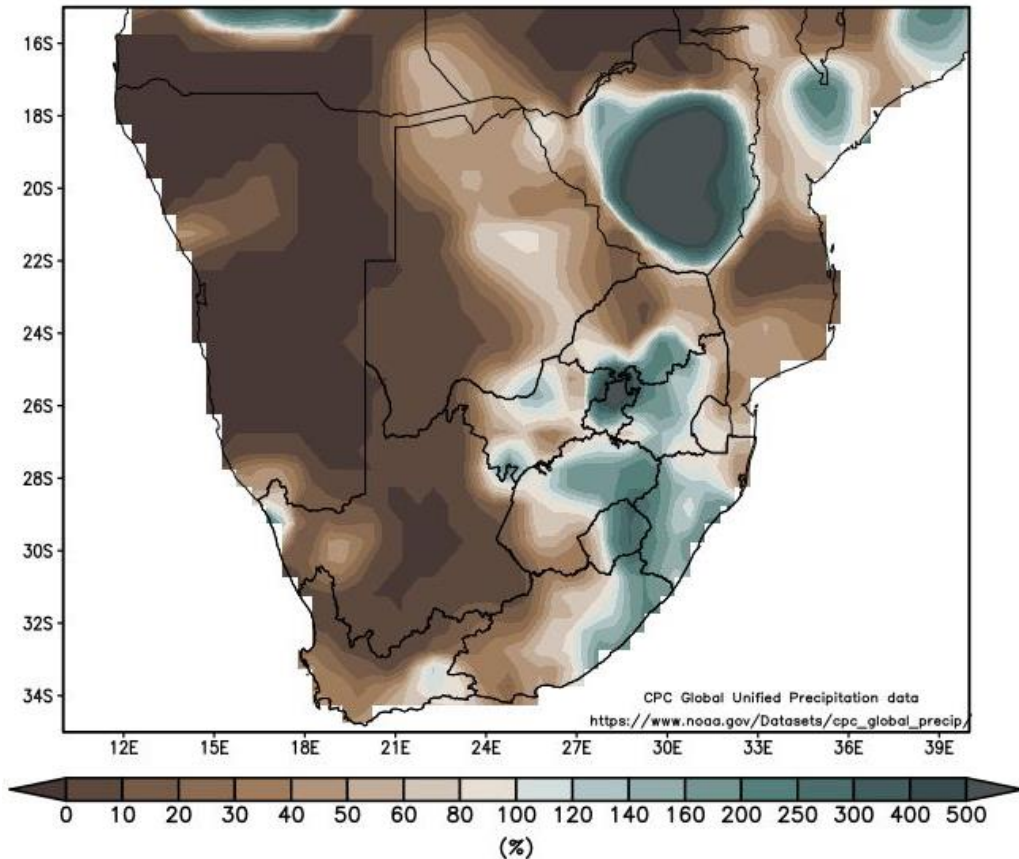 16S
18S
20S
22S
24S
26S
28S
30S
32S
34S
CPC Global Unified Precipitation data
https://www.noaa.gov/Datasets/cpc_global_precip/
12E 15E 18E 21E 24E 27E 30E 33E 36E 39E
0 10 20 30 40 50 60 80 100 120 140 160 200 300 400 500
(%)